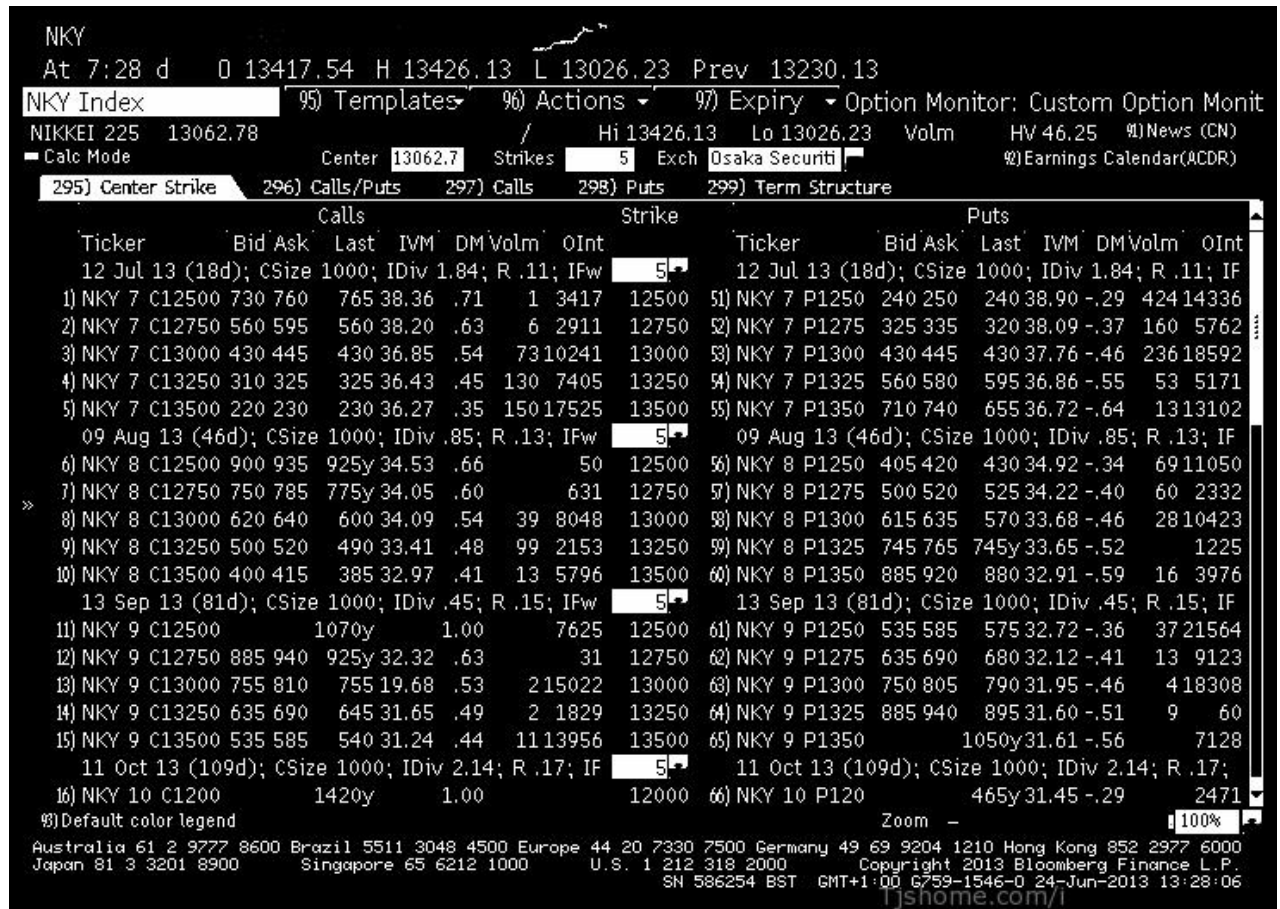 NKY
At 7:28 d O 13417.54 H 13426.13 L 13026.23 Prev 13230.13
NKY Index 95) Templates 96) Actions 97) Expiry Option Monitor: Custom Option Monit
NIKKEI 225 13062.78 / Hi 13426.13 Lo 13026.23 Volm HV 46.25 91) News (CN)
Calc Mode Center 13062.7 Strikes 5 Exch Osaka Securiti 92) Earnings Calendar(ACDR)
295) Center Strike 296) Calls/Puts 297) Calls 298) Puts 299) Term Structure
Calls Strike Puts
Ticker Bid Ask Last IVM DM Volm OInt Ticker Bid Ask Last IVM DM Volm OInt
12 Jul 13 (18d); CSize 1000; IDiv 1.84; R .11; IFw 5 12 Jul 13 (18d); CSize 1000; IDiv 1.84; R .11; IF
1) NKY 7 C12500 730 760 765 38.36 .71 1 3417 12500 51) NKY 7 P1250 240 250 240 38.90 -.29 424 14336
2) NKY 7 C12750 560 595 560 38.20 .63 6 2911 12750 52) NKY 7 P1275 325 335 320 38.09 -.37 160 5762
3) NKY 7 C13000 430 445 430 36.85 .54 73 10241 13000 53) NKY 7 P1300 430 445 430 37.76 -.46 236 18592
4) NKY 7 C13250 310 325 325 36.43 .45 130 7405 13250 54) NKY 7 P1325 560 580 595 36.86 -.55 53 5171
5) NKY 7 C13500 220 230 230 36.27 .35 150 17525 13500 55) NKY 7 P1350 710 740 655 36.72 -.64 13 13102
09 Aug 13 (46d); CSize 1000; IDiv .85; R .13; IFw 5 09 Aug 13 (46d); CSize 1000; IDiv .85; R .13; IF
6) NKY 8 C12500 900 935 925y 34.53 .66 50 12500 56) NKY 8 P1250 405 420 430 34.92 -.34 69 11050
7) NKY 8 C12750 750 785 775y 34.05 .60 631 12750 57) NKY 8 P1275 500 520 525 34.22 -.40 60 2332
8) NKY 8 C13000 620 640 600 34.09 .54 39 8048 13000 58) NKY 8 P1300 615 635 570 33.68 -.46 28 10423
9) NKY 8 C13250 500 520 490 33.41 .48 99 2153 13250 59) NKY 8 P1325 745 765 745y 33.65 -.52 1225
10) NKY 8 C13500 400 415 385 32.97 .41 13 5796 13500 60) NKY 8 P1350 885 920 880 32.91 -.59 16 3976
13 Sep 13 (81d); CSize 1000; IDiv .45; R .15; IFw 5 13 Sep 13 (81d); CSize 1000; IDiv .45; R .15; IF
11) NKY 9 C12500 1070y 1.00 7625 12500 61) NKY 9 P1250 535 585 575 32.72 -.36 37 21564
12) NKY 9 C12750 885 940 925y 32.32 .63 31 12750 62) NKY 9 P1275 635 690 680 32.12 -.41 13 9123
13) NKY 9 C13000 755 810 755 19.68 .53 2 15022 13000 63) NKY 9 P1300 750 805 790 31.95 -.46 4 18308
14) NKY 9 C13250 635 690 645 31.65 .49 2 1829 13250 64) NKY 9 P1325 885 940 895 31.60 -.51 9 60
15) NKY 9 C13500 535 585 540 31.24 .44 11 13956 13500 65) NKY 9 P1350 1050y 31.61 -.56 7128
11 Oct 13 (109d); CSize 1000; IDiv 2.14; R .17; IF 5 11 Oct 13 (109d); CSize 1000; IDiv 2.14; R .17;
16) NKY 10 C1200 1420y 1.00 12000 66) NKY 10 P120 465y 31.45 -.29 2471
93) Default color legend Zoom – 100%
Australia 61 2 9777 8600 Brazil 5511 3048 4500 Europe 44 20 7330 7500 Germany 49 69 9204 1210 Hong Kong 852 2977 6000
Japan 81 3 3201 8900 Singapore 65 6212 1000 U.S. 1 212 318 2000 Copyright 2013 Bloomberg Finance L.P.
SN 586254 BST GMT+1:00 G759-1546-0 24-Jun-2013 13:28:06
Tjshome.com/i